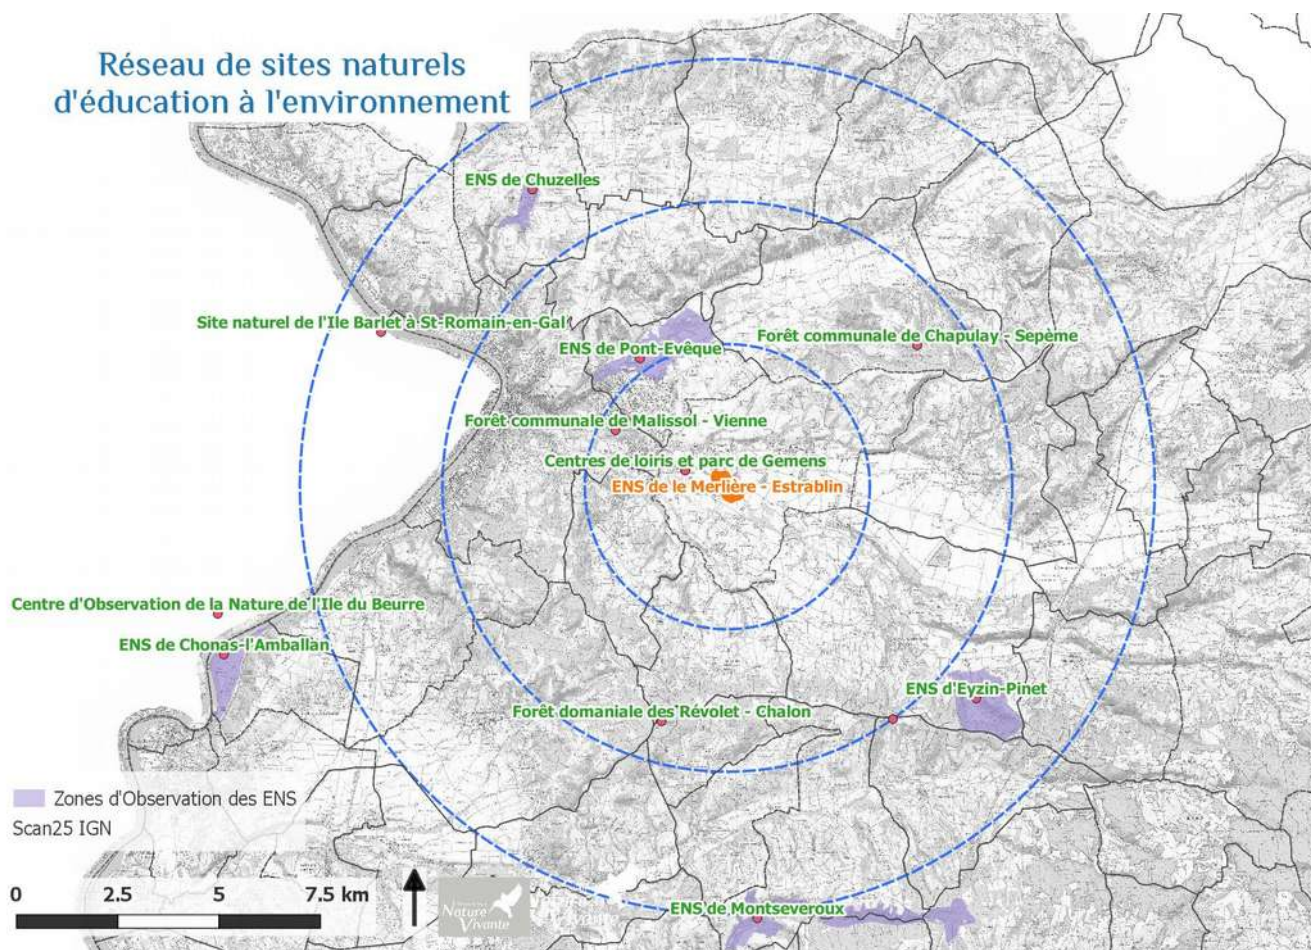 Réseau de sites naturels
d'éducation à l'environnement
ENS de Chuzelles
Site naturel de l'Ile Barlet à St-Romain-en-Gal
Forêt communale de Chapulay - Sepème
ENS de Pont-Evêque
Forêt communale de Malissol - Vienne
Centres de loiris et parc de Gemens
ENS de le Merlière - Estrablin
Centre d'Observation de la Nature de l'Ile du Beurre
ENS de Chonas-l'Amballan
ENS d'Eyzin-Pinet
Forêt domaniale des Révolet - Chalon
Zones d'Observation des ENS
Scan25 IGN
0 2.5 5 7.5 km
Nature
Vivante
ENS de Montseveroux